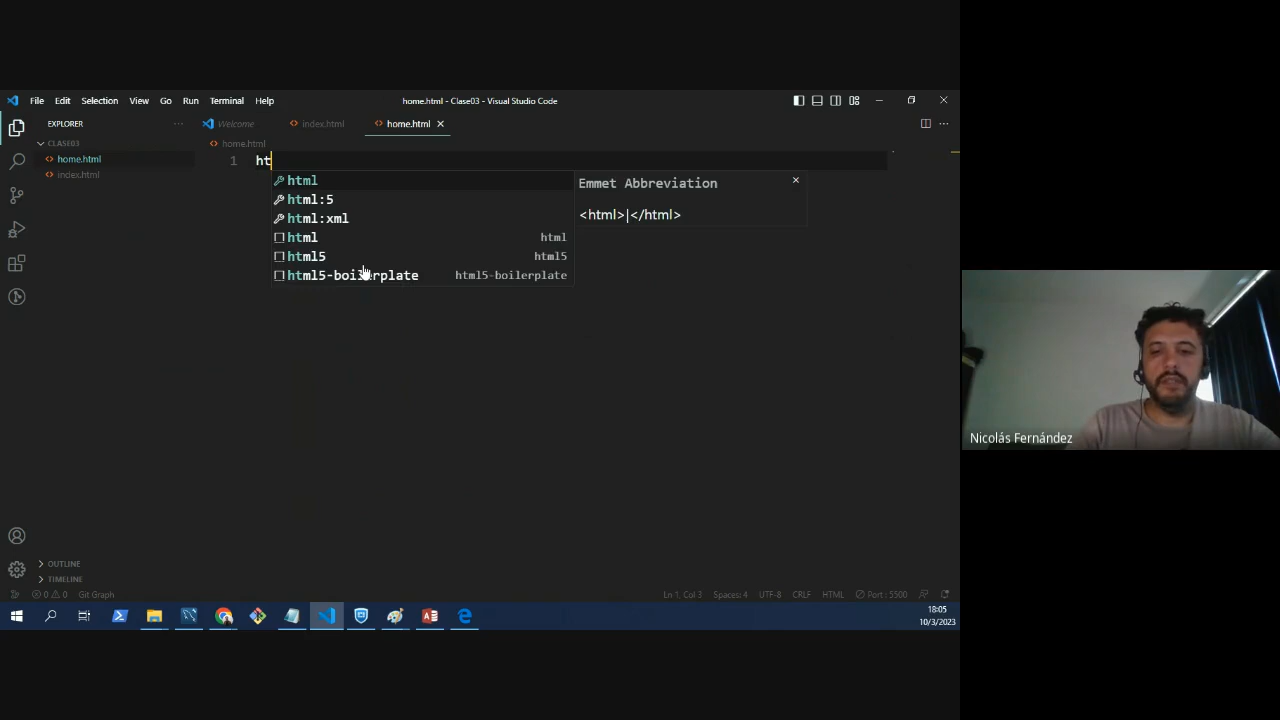 File Edit Selection View Go Run Terminal Help
home.html - Clase03 - Visual Studio Code
EXPLORER
Welcome
index.html
home.html
CLASE03
home.html
index.html
home.html
1 ht
html
html:5
html:xml
html html
html5 html5
html5-boilerplate html5-boilerplate
Emmet Abbreviation
<html>|</html>
Nicolás Fernández
OUTLINE
TIMELINE
0 0 Git Graph
Ln 1, Col 3 Spaces: 4 UTF-8 CRLF HTML Port : 5500
18:05
10/3/2023